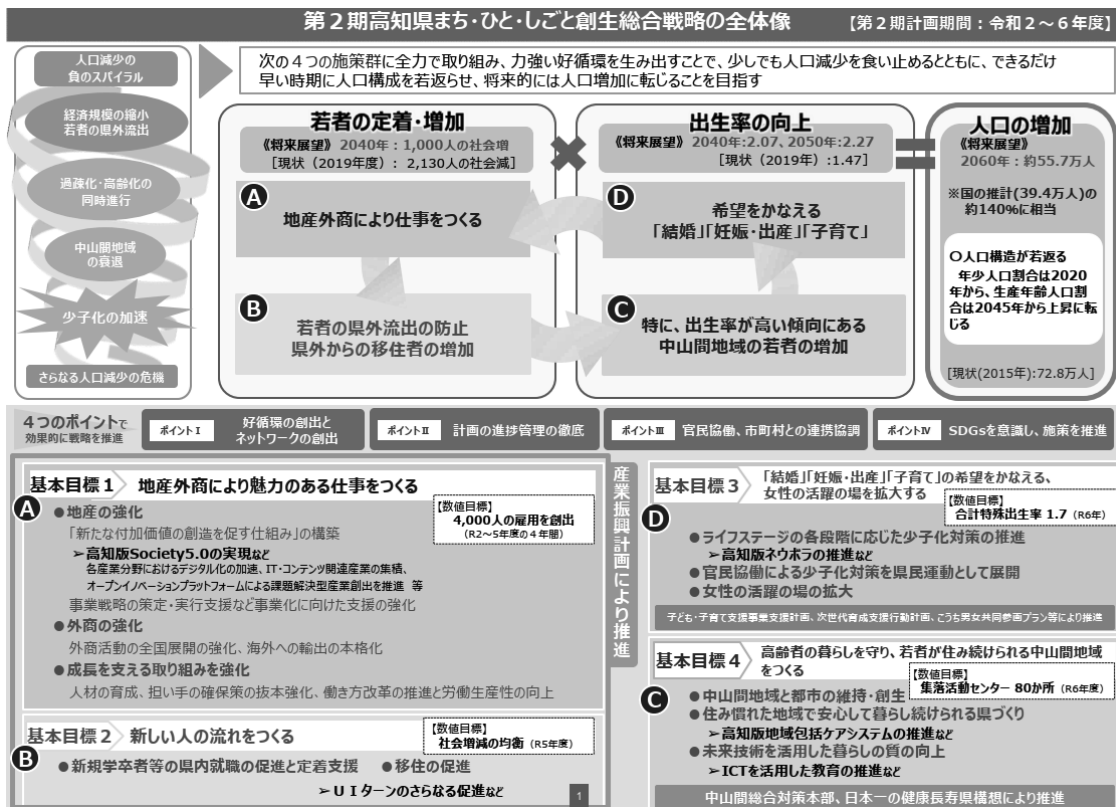 第２期高知県まち・ひと・しごと創生総合戦略の全体像
【第２期計画期間：令和２～６年度】
人口減少の
負のスパイラル
経済規模の縮小
若者の県外流出
過疎化・高齢化の
同時進行
中山間地域
の衰退
少子化の加速
さらなる人口減少の危機
次の４つの施策群に全力で取り組み、力強い好循環を生み出すことで、少しでも人口減少を食い止めるとともに、できるだけ
早い時期に人口構成を若返らせ、将来的には人口増加に転じることを目指す
若者の定着・増加
《将来展望》 2040年：1,000人の社会増
［現状（2019年度）：2,130人の社会減］
A
地産外商により仕事をつくる
B
若者の県外流出の防止
県外からの移住者の増加
出生率の向上
《将来展望》 2040年:2.07、2050年:2.27
［現状（2019年）:1.47］
D
希望をかなえる
「結婚」「妊娠・出産」「子育て」
C
特に、出生率が高い傾向にある
中山間地域の若者の増加
人口の増加
《将来展望》
2060年：約55.7万人
※国の推計(39.4万人)の
約140%に相当
〇人口構造が若返る
年少人口割合は2020
年から、生産年齢人口割
合は2045年から上昇に転
じる
[現状(2015年):72.8万人]
４つのポイントで
効果的に戦略を推進
ポイントⅠ
好循環の創出と
ネットワークの創出
ポイントⅡ
計画の進捗管理の徹底
ポイントⅢ
官民協働、市町村との連携協調
ポイントⅣ
SDGsを意識し、施策を推進
基本目標１
地産外商により魅力のある仕事をつくる
A
【数値目標】
4,000人の雇用を創出
（R2～5年度の４年間）
●地産の強化
「新たな付加価値の創造を促す仕組み」の構築
➢高知版Society5.0の実現など
各産業分野におけるデジタル化の加速、IT・コンテンツ関連産業の集積、
オープンイノベーションプラットフォームによる課題解決型産業創出を推進 等
事業戦略の策定・実行支援など事業化に向けた支援の強化
●外商の強化
外商活動の全国展開の強化、海外への輸出の本格化
●成長を支える取り組みを強化
人材の育成、担い手の確保策の抜本強化、働き方改革の推進と労働生産性の向上
産業振興計画により推進
基本目標２
新しい人の流れをつくる
B
【数値目標】
社会増減の均衡（R5年度）
●新規学卒者等の県内就職の促進と定着支援 ●移住の促進
➢ＵＩターンのさらなる促進など
1
基本目標３
「結婚」「妊娠・出産」「子育て」の希望をかなえる、
女性の活躍の場を拡大する
D
【数値目標】
合計特殊出生率 1.7（R6年）
●ライフステージの各段階に応じた少子化対策の推進
➢高知版ネウボラの推進など
●官民協働による少子化対策を県民運動として展開
●女性の活躍の場の拡大
子ども・子育て支援事業支援計画、次世代育成支援行動計画、こうち男女共同参画プラン等により推進
基本目標４
高齢者の暮らしを守り、若者が住み続けられる中山間地域
をつくる
C
【数値目標】
集落活動センター 80か所（R6年度）
●中山間地域と都市の維持・創生
●住み慣れた地域で安心して暮らし続けられる県づくり
➢高知版地域包括ケアシステムの推進など
●未来技術を活用した暮らしの質の向上
➢ICTを活用した教育の推進など
中山間総合対策本部、日本一の健康長寿県構想により推進